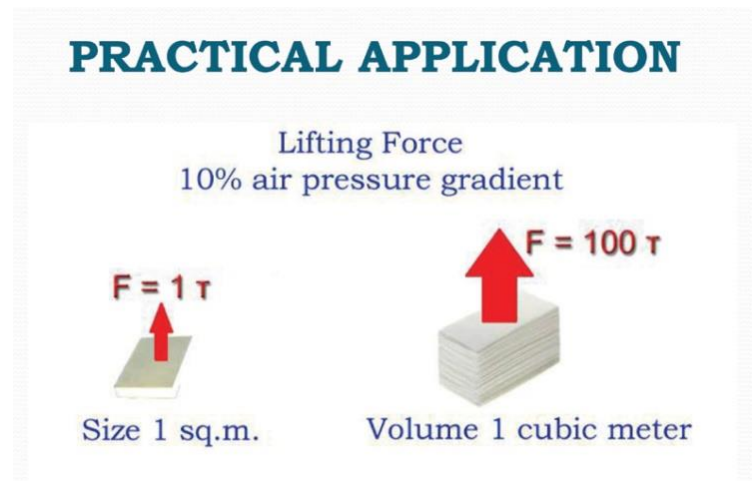 PRACTICAL APPLICATION
Lifting Force
10% air pressure gradient
F = 1 т
F = 100 т
Size 1 sq.m.
Volume 1 cubic meter